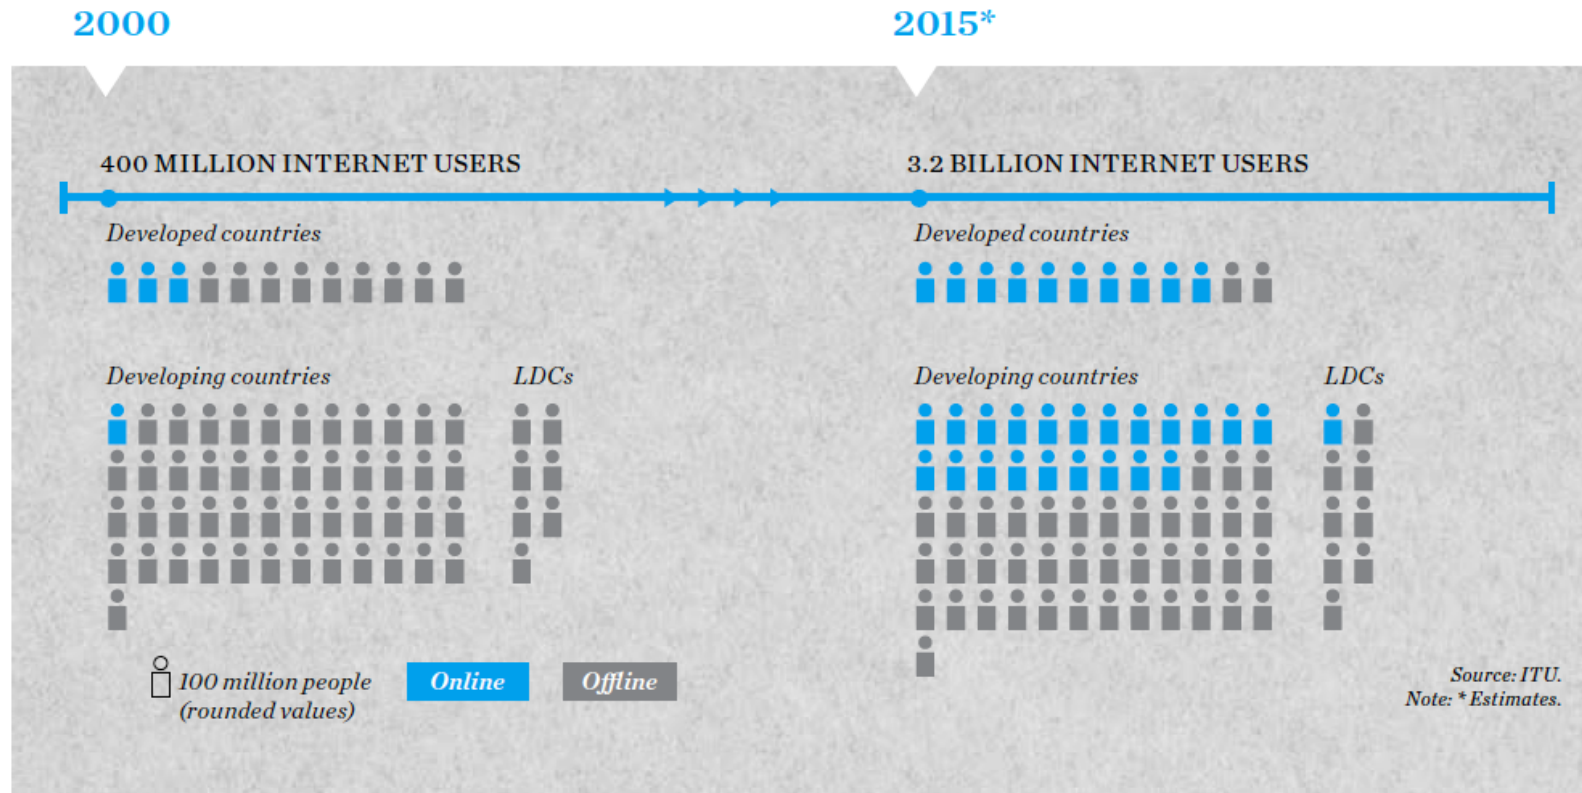 2000
2015*
400 MILLION INTERNET USERS
3.2 BILLION INTERNET USERS
Developed countries
Developed countries
Developing countries
LDCs
Developing countries
LDCs
100 million people
(rounded values)
Online
Offline
Source: ITU.
Note: * Estimates.